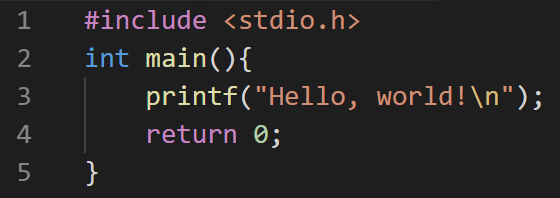 1 #include <stdio.h>
2 int main(){
3     printf("Hello, world!\n");
4     return 0;
5 }